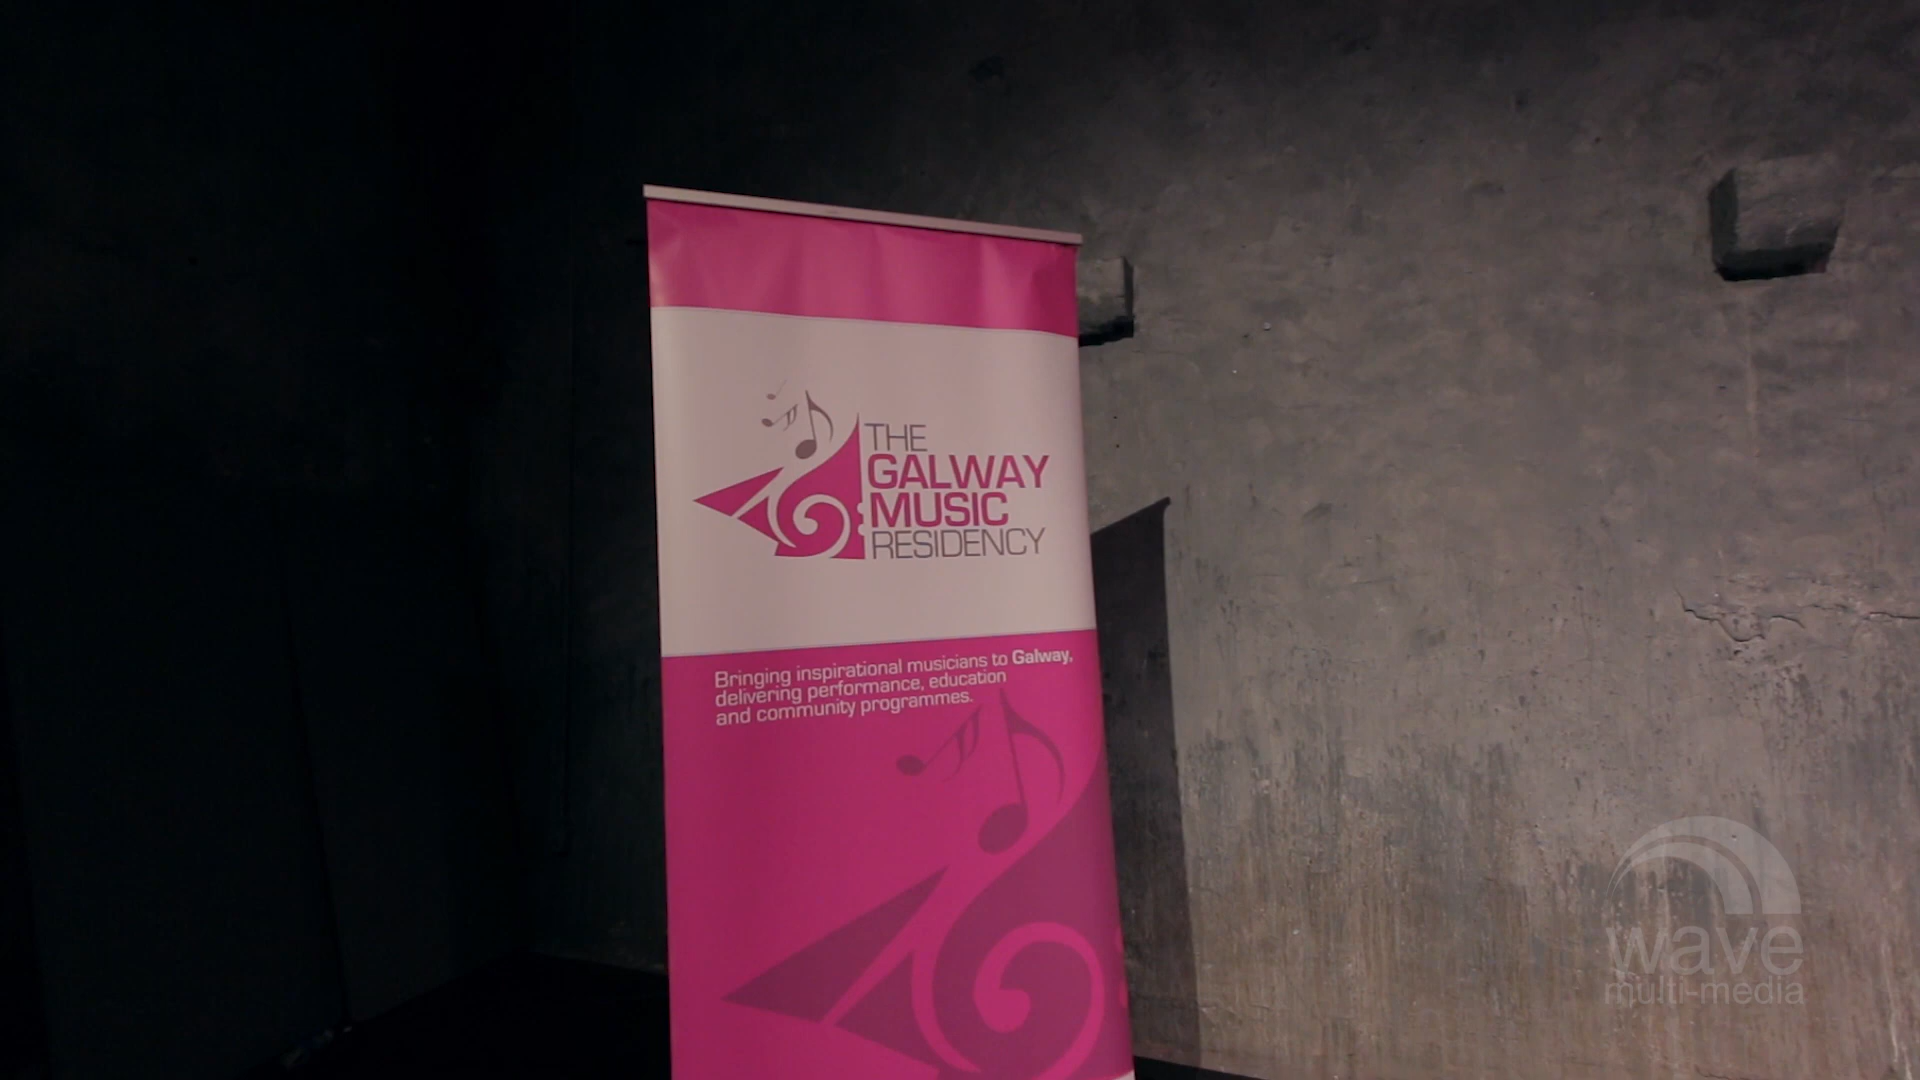 THE
GALWAY
MUSIC
RESIDENCY
Bringing inspirational musicians to Galway,
delivering performance, education
and community programmes.
wave
multi-media